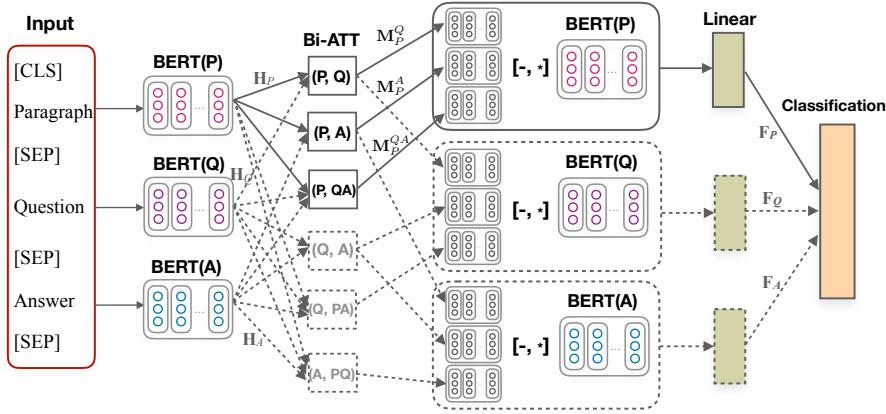 Input
[CLS]
Paragraph
[SEP]
Question
[SEP]
Answer
[SEP]
BERT(P)
...
BERT(Q)
...
BERT(A)
...
H_P
H_Q
H_A
Bi-ATT
(P, Q)
(P, A)
(P, QA)
(Q, A)
(Q, PA)
(A, PQ)
M_P^Q
M_P^A
M_P^{QA}
BERT(P)
[-, *]
...
BERT(Q)
[-, *]
...
BERT(A)
[-, *]
...
Linear
F_P
F_Q
F_A
Classification